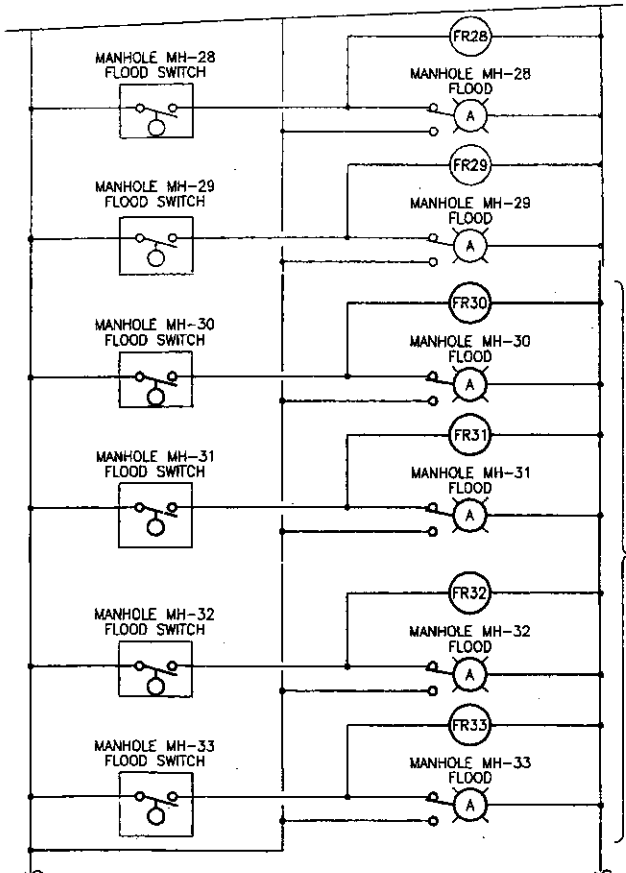 FR28
MANHOLE MH-28
FLOOD SWITCH
MANHOLE MH-28
FLOOD
A
FR29
MANHOLE MH-29
FLOOD SWITCH
MANHOLE MH-29
FLOOD
A
FR30
MANHOLE MH-30
FLOOD SWITCH
MANHOLE MH-30
FLOOD
A
FR31
MANHOLE MH-31
FLOOD SWITCH
MANHOLE MH-31
FLOOD
A
FR32
MANHOLE MH-32
FLOOD SWITCH
MANHOLE MH-32
FLOOD
A
FR33
MANHOLE MH-33
FLOOD SWITCH
MANHOLE MH-33
FLOOD
A